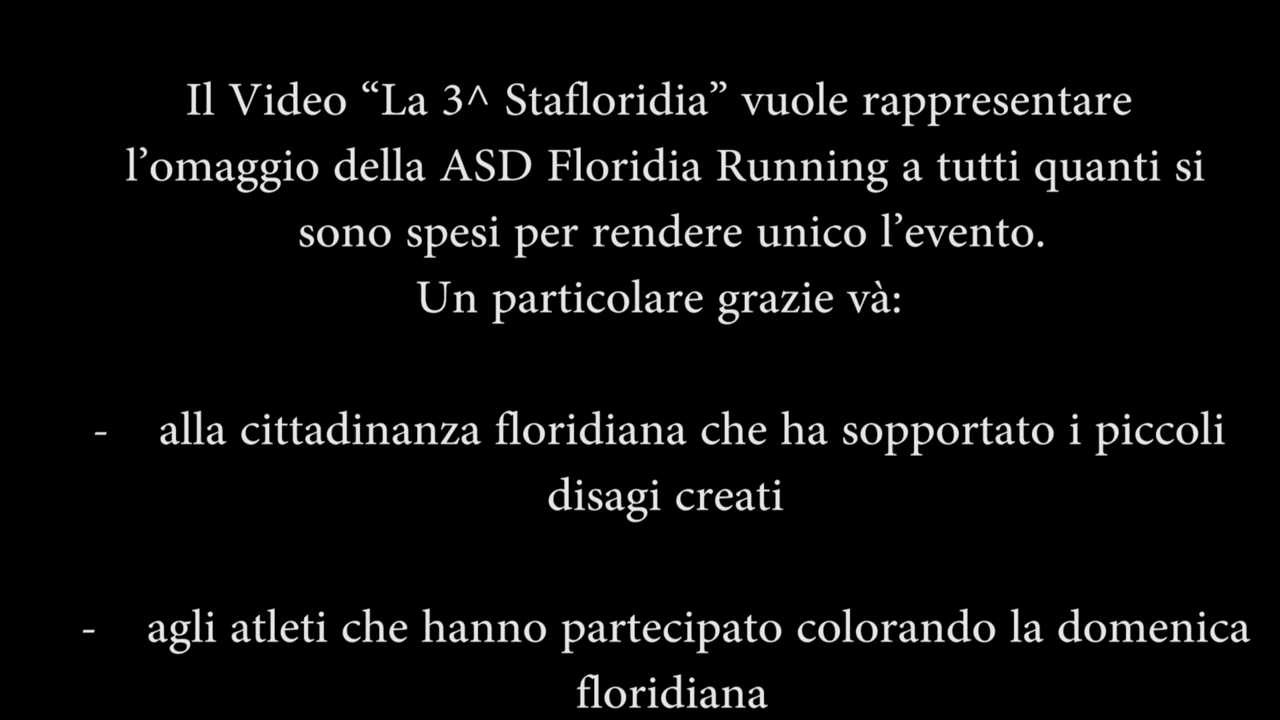 Il Video “La 3^ Stafloridia” vuole rappresentare
l’omaggio della ASD Floridia Running a tutti quanti si
sono spesi per rendere unico l’evento.
Un particolare grazie và:
- alla cittadinanza floridiana che ha sopportato i piccoli
disagi creati
- agli atleti che hanno partecipato colorando la domenica
floridiana